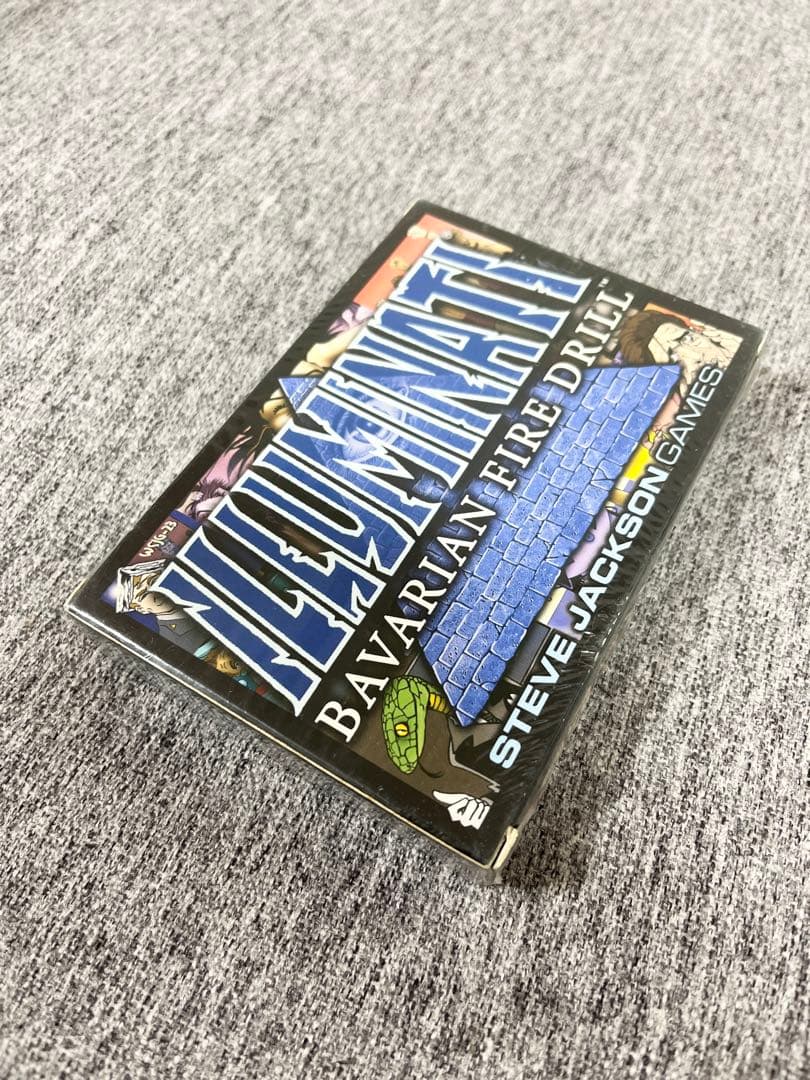 ILLUMINATI
BAVARIAN FIRE DRILL™
STEVE JACKSON GAMES